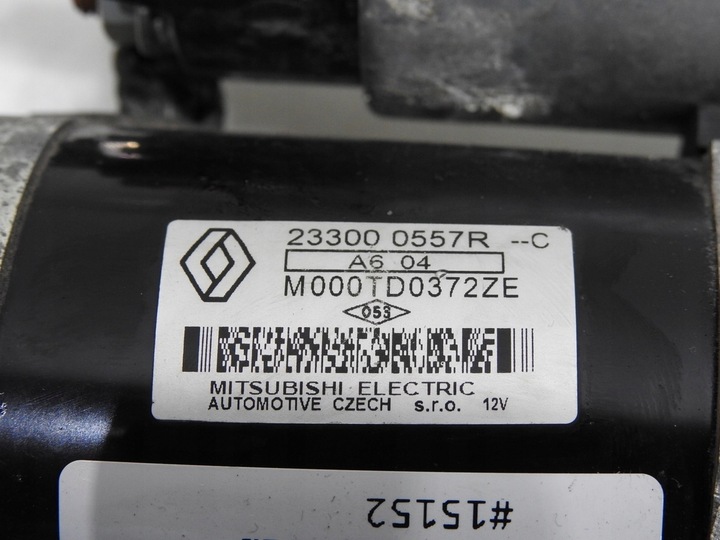 23300 0557R --C
A6 04
M000TD0372ZE
053
MITSUBISHI ELECTRIC
AUTOMOTIVE CZECH s.r.o. 12V
#15152